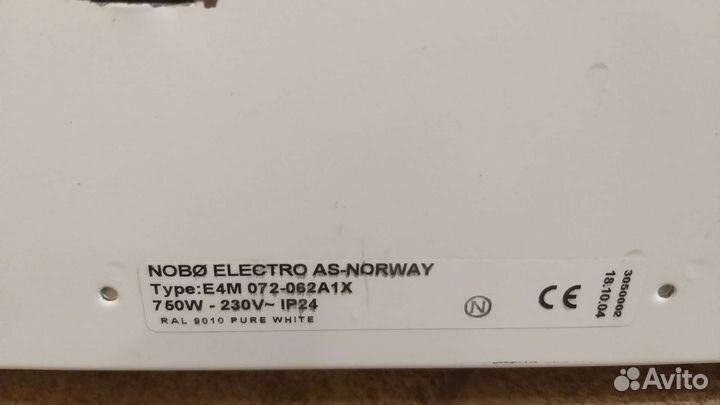 NOBØ ELECTRO AS-NORWAY
Type:E4M 072-062A1X
750W - 230V~ IP24
RAL 9010 PURE WHITE
N
CE
3050002
18.10.04
Avito